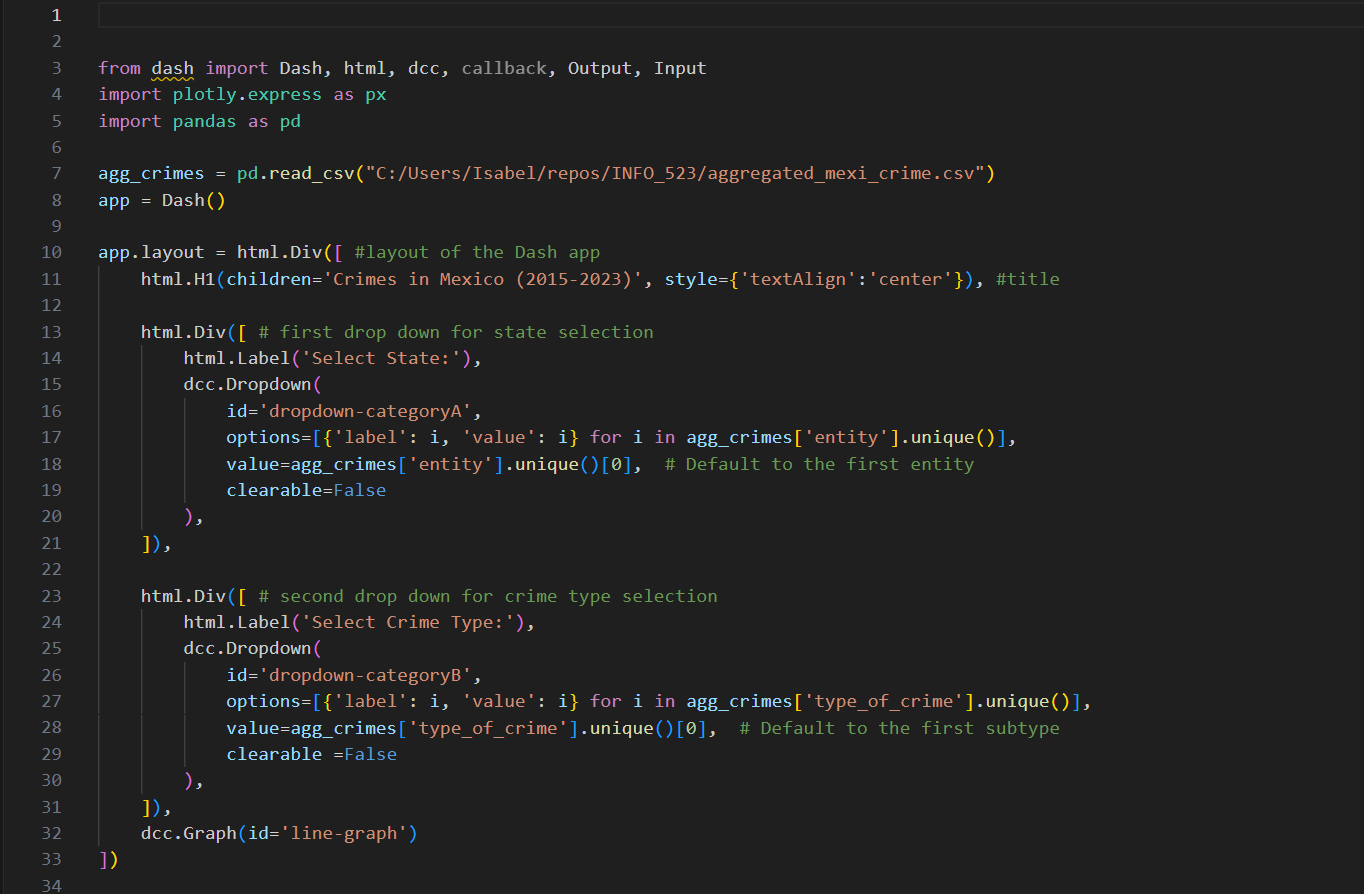 1
2
3 from dash import Dash, html, dcc, callback, Output, Input
4 import plotly.express as px
5 import pandas as pd
6
7 agg_crimes = pd.read_csv("C:/Users/Isabel/repos/INFO_523/aggregated_mexi_crime.csv")
8 app = Dash()
9
10 app.layout = html.Div([ #layout of the Dash app
11     html.H1(children='Crimes in Mexico (2015-2023)', style={'textAlign':'center'}), #title
12
13     html.Div([ # first drop down for state selection
14         html.Label('Select State:'),
15         dcc.Dropdown(
16             id='dropdown-categoryA',
17             options=[{'label': i, 'value': i} for i in agg_crimes['entity'].unique()],
18             value=agg_crimes['entity'].unique()[0],  # Default to the first entity
19             clearable=False
20         ),
21     ]),
22
23     html.Div([ # second drop down for crime type selection
24         html.Label('Select Crime Type:'),
25         dcc.Dropdown(
26             id='dropdown-categoryB',
27             options=[{'label': i, 'value': i} for i in agg_crimes['type_of_crime'].unique()],
28             value=agg_crimes['type_of_crime'].unique()[0],  # Default to the first subtype
29             clearable =False
30         ),
31     ]),
32     dcc.Graph(id='line-graph')
33 ])
34